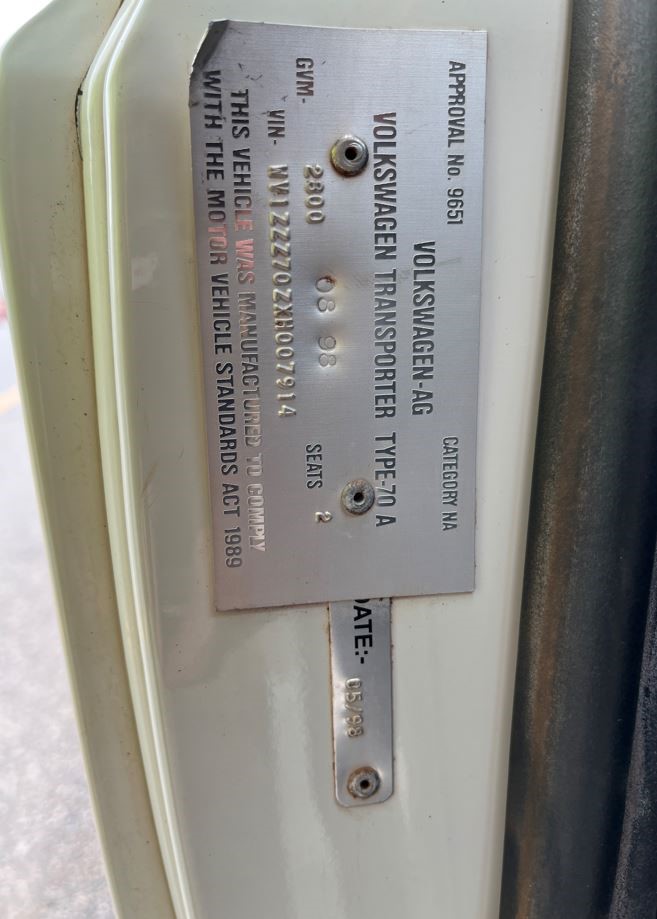 APPROVAL No. 9651 CATEGORY NA
VOLKSWAGEN-AG
VOLKSWAGEN TRANSPORTER TYPE-70 A
08 98
GVM- 2800 SEATS 2
VIN- WV1ZZZ70ZXH007914
THIS VEHICLE WAS MANUFACTURED TO COMPLY
WITH THE MOTOR VEHICLE STANDARDS ACT 1989
DATE:- 05/98